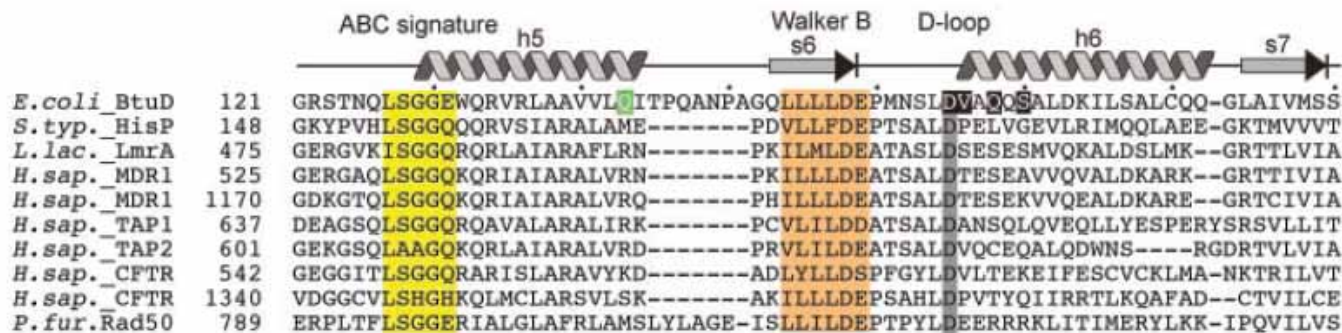 ABC signature Walker B D-loop
h5 s6 h6 s7
E.coli_BtuD 121 GRSTNQLSGGEWQRVRLAAVVLQITPQANPAGQLLLLDEPMNSLDVAQQSALDKILSALCQQ-GLAIVMSS
S.typ._HisP 148 GKYPVHLSGGQQQRVSIARALAME-------PDVLLFDEPTSALDPELVGEVLRIMQQLAEE-GKTMVVVT
L.lac._LmrA 475 GERGVKISGGQRQRLAIARAFLRN-------PKILMLDEATASLDSESESMVQKALDSLMK--GRTTLVIA
H.sap._MDR1 525 GERGAQLSGGQKQRIAIARALVRN-------PKILLLDEATSALDTESEAVVQVALDKARK--GRTTIVIA
H.sap._MDR1 1170 GDKGTQLSGGQKQRIAIARALVRQ-------PHILLLDEATSALDTESEKVVQEALDKARE--GRTCIVIA
H.sap._TAP1 637 DEAGSQLSGGQRQAVALARALIRK-------PCVLILDDATSALDANSQLQVEQLLYESPERYSRSVLLIT
H.sap._TAP2 601 GEKGSQLAAGQKQRLAIARALVRD-------PRVLILDEATSALDVQCEQALQDWNS----RGDRTVLVIA
H.sap._CFTR 542 GEGGITLSGGQRARISLARAVYKD-------ADLYLLDSPFGYLDVLTEKEIFESCVCKLMA-NKTRILVT
H.sap._CFTR 1340 VDGGCVLSHGHKQLMCLARSVLSK-------AKILLLDEPSAHLDPVTYQIIRRTLKQAFAD--CTVILCE
P.fur.Rad50 789 ERPLTFLSGGERIALGLAFRLAMSLYLAGE-ISLLILDEPTPYLDEERRRKLITIMERYLKK-IPQVILVS